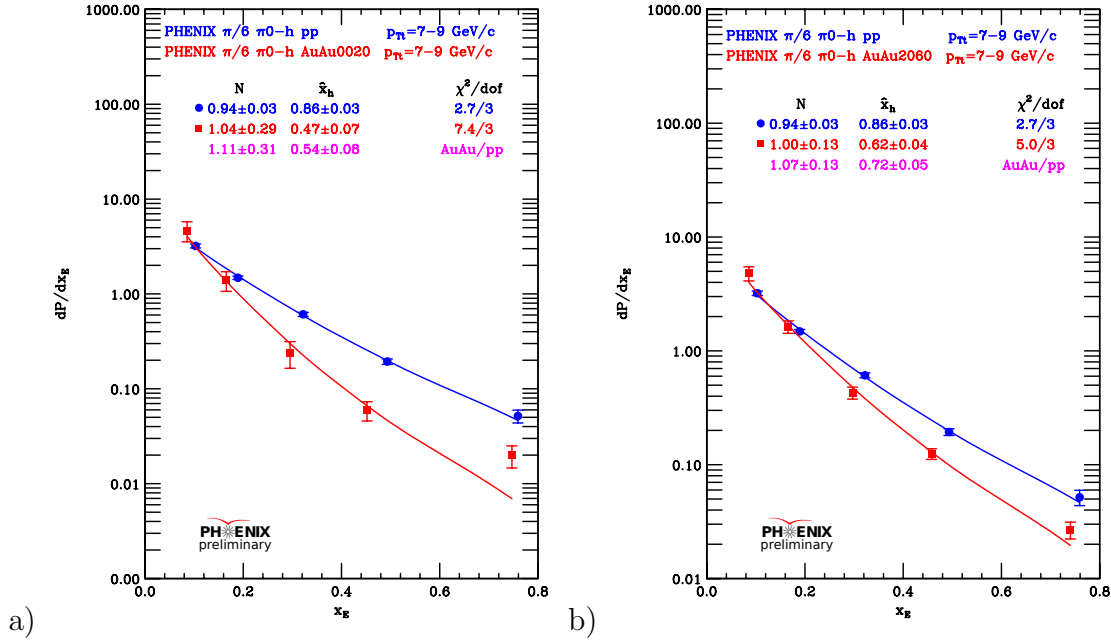 PHENIX π/6 π0-h pp p_Tt=7-9 GeV/c
PHENIX π/6 π0-h AuAu0020 p_Tt=7-9 GeV/c
N x̂_h χ²/dof
0.94±0.03 0.86±0.03 2.7/3
1.04±0.29 0.47±0.07 7.4/3
1.11±0.31 0.54±0.08 AuAu/pp
1000.00
100.00
10.00
1.00
0.10
0.01
0.00
dP/dx_E
PHENIX
preliminary
0.0 0.2 0.4 0.6 0.8
x_E
a)
PHENIX π/6 π0-h pp p_Tt=7-9 GeV/c
PHENIX π/6 π0-h AuAu2060 p_Tt=7-9 GeV/c
N x̂_h χ²/dof
0.94±0.03 0.86±0.03 2.7/3
1.00±0.13 0.62±0.04 5.0/3
1.07±0.13 0.72±0.05 AuAu/pp
1000.00
100.00
10.00
1.00
0.10
0.01
dP/dx_E
PHENIX
preliminary
0.0 0.2 0.4 0.6 0.8
x_E
b)